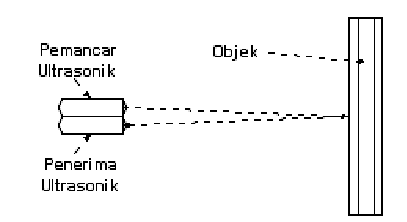 Pemancar
Ultrasonik
Objek
Penerima
Ultrasonik